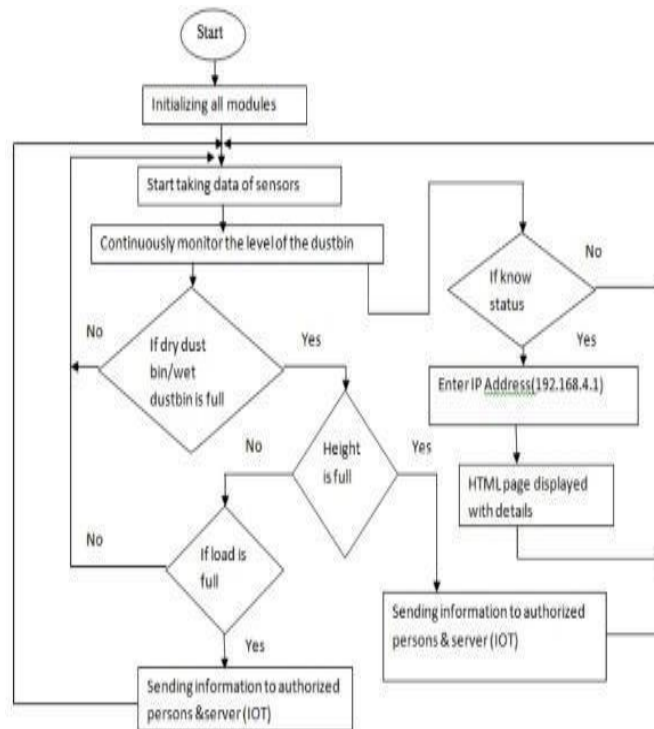 Start
Initializing all modules
Start taking data of sensors
Continuously monitor the level of the dustbin
If know
status
No
Yes
No
If dry dust
bin/wet
dustbin is full
Yes
Enter IP Address(192.168.4.1)
No
Height
is full
Yes
HTML page displayed
with details
No
If load is
full
Yes
Sending information to authorized
persons & server (IOT)
Sending information to authorized
persons &server (IOT)